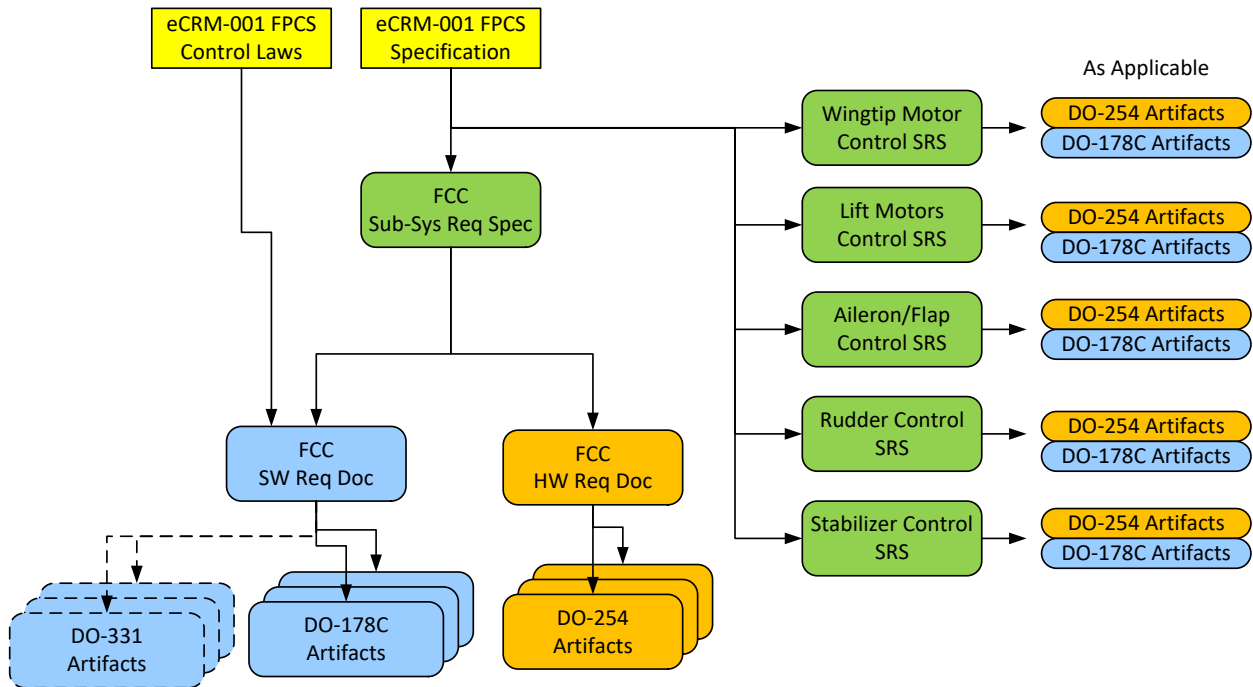 eCRM-001 FPCS
Control Laws
eCRM-001 FPCS
Specification
As Applicable
Wingtip Motor
Control SRS
DO-254 Artifacts
DO-178C Artifacts
FCC
Sub-Sys Req Spec
Lift Motors
Control SRS
DO-254 Artifacts
DO-178C Artifacts
Aileron/Flap
Control SRS
DO-254 Artifacts
DO-178C Artifacts
FCC
SW Req Doc
FCC
HW Req Doc
Rudder Control
SRS
DO-254 Artifacts
DO-178C Artifacts
Stabilizer Control
SRS
DO-254 Artifacts
DO-178C Artifacts
DO-331
Artifacts
DO-178C
Artifacts
DO-254
Artifacts